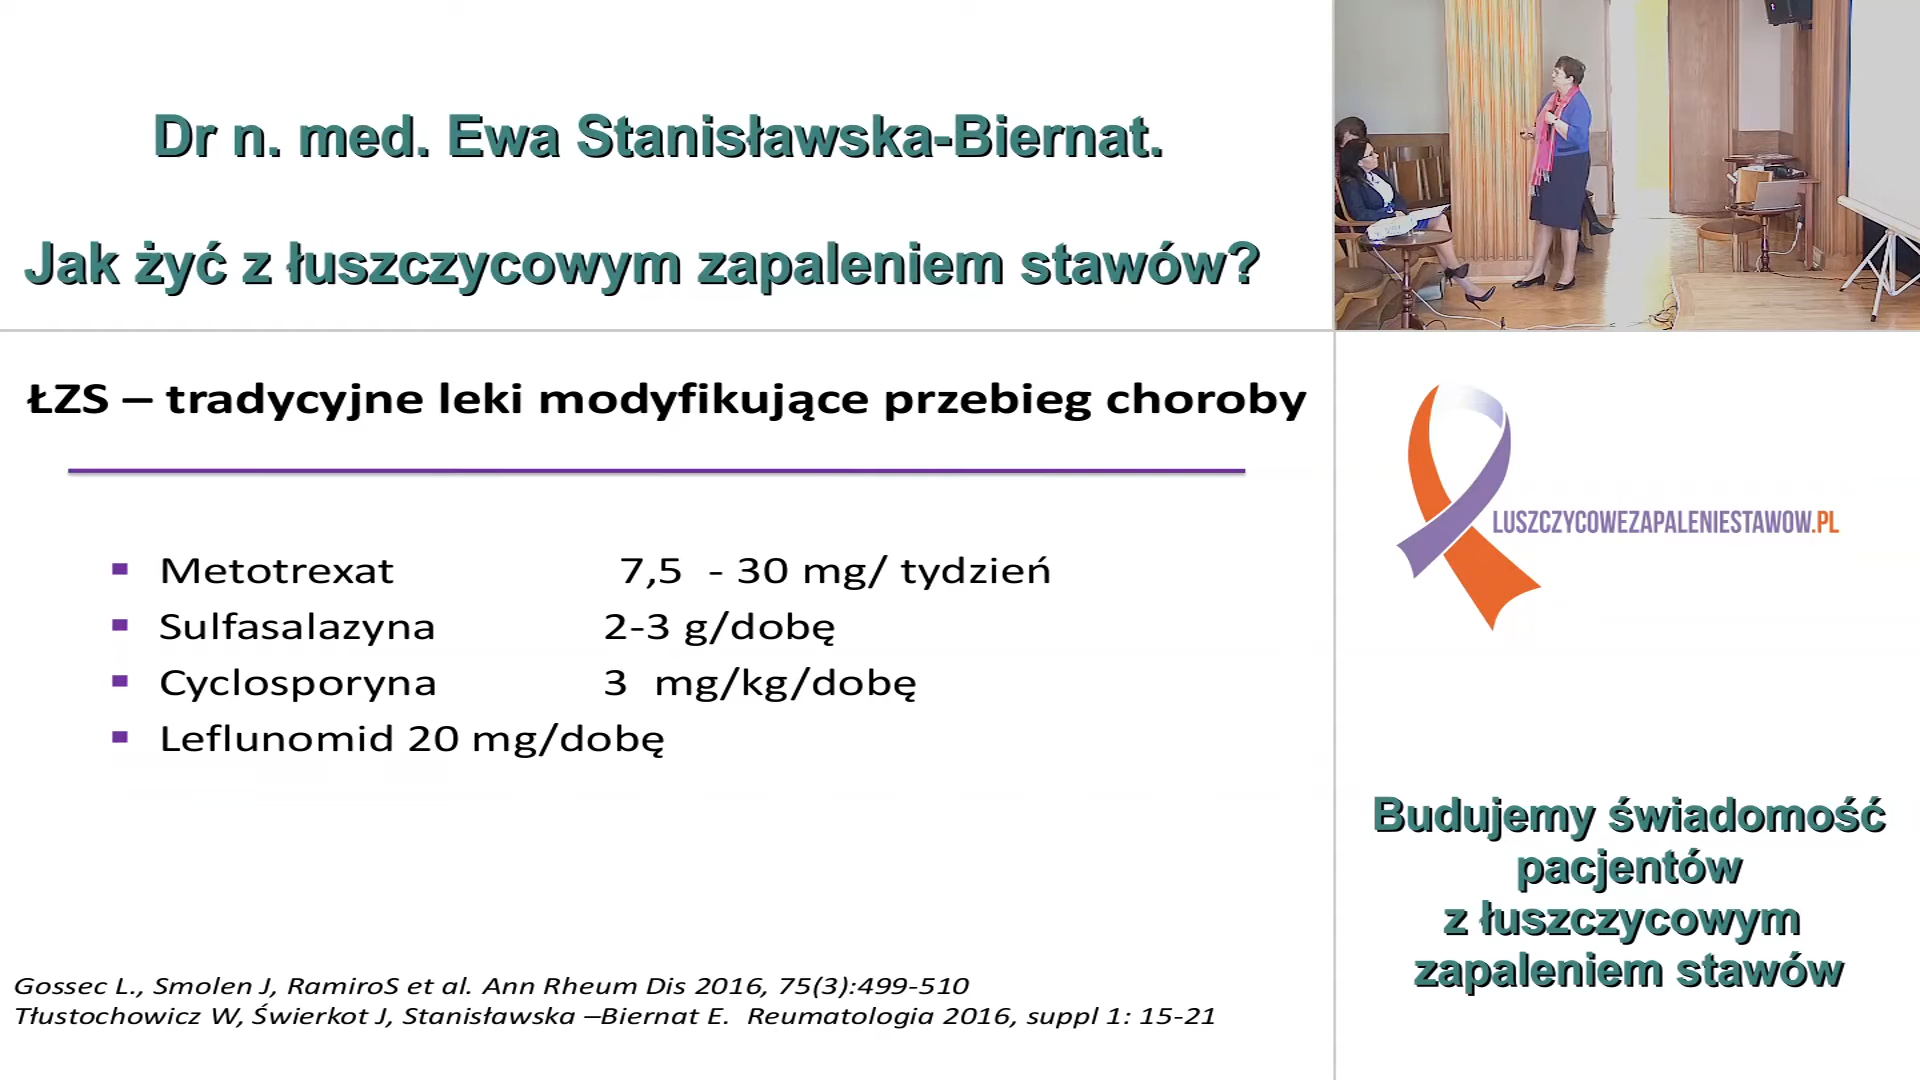 Dr n. med. Ewa Stanisławska-Biernat.
Jak żyć z łuszczycowym zapaleniem stawów?
ŁZS – tradycyjne leki modyfikujące przebieg choroby
Metotrexat 7,5 - 30 mg/ tydzień
Sulfasalazyna 2-3 g/dobę
Cyclosporyna 3 mg/kg/dobę
Leflunomid 20 mg/dobę
Gossec L., Smolen J, RamiroS et al. Ann Rheum Dis 2016, 75(3):499-510
Tłustochowicz W, Świerkot J, Stanisławska –Biernat E. Reumatologia 2016, suppl 1: 15-21
LUSZCZYCOWEZAPALENIESTAWOW.PL
Budujemy świadomość
pacjentów
z łuszczycowym
zapaleniem stawów